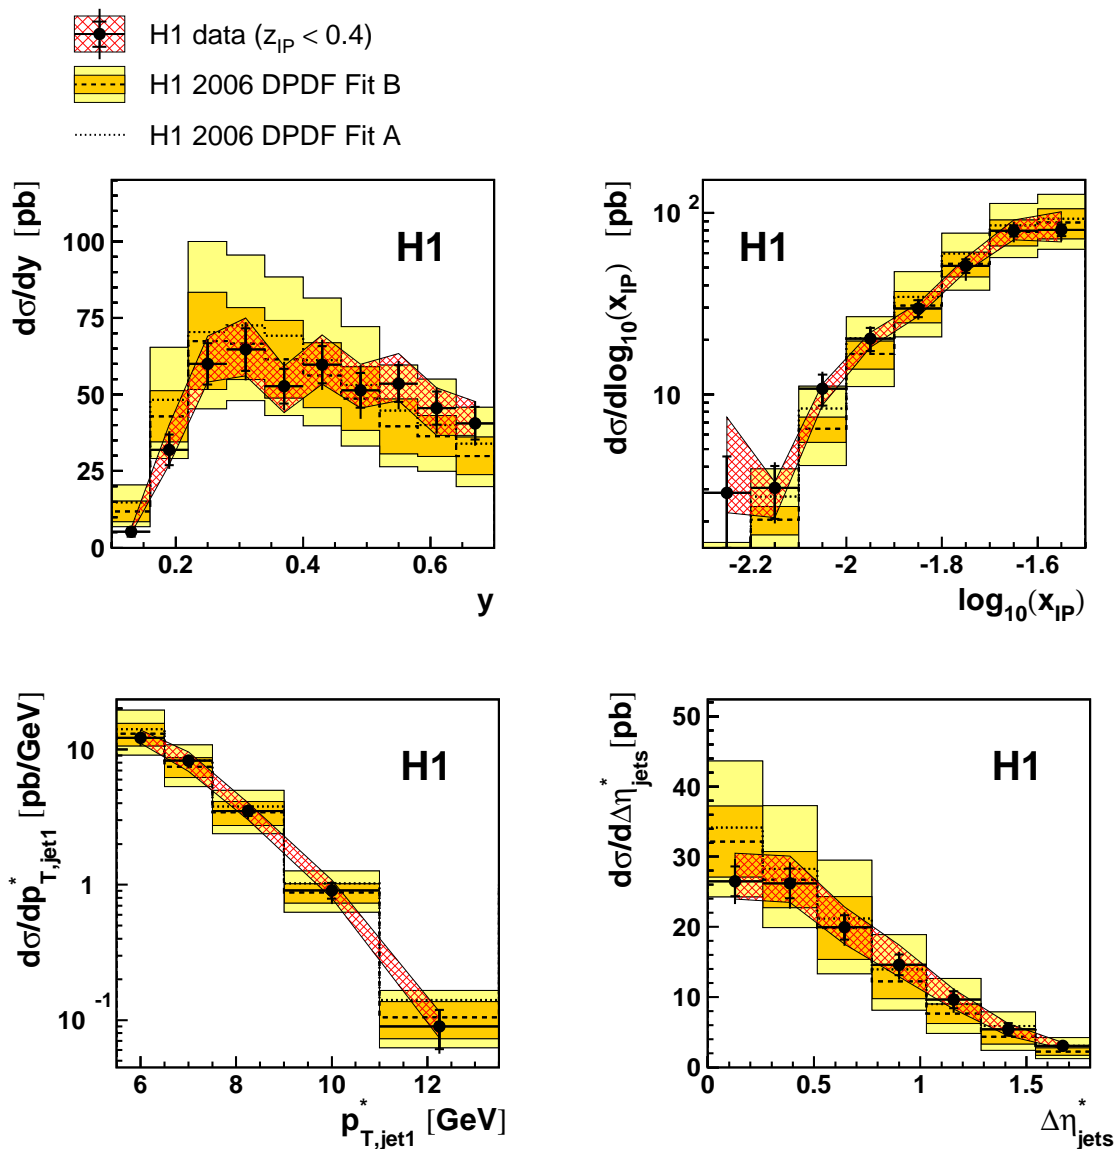 H1 data (z_IP < 0.4)
H1 2006 DPDF Fit B
H1 2006 DPDF Fit A
dσ/dy [pb]
H1
100
75
50
25
0
0.2 0.4 0.6
y
dσ/dlog₁₀(x_IP) [pb]
H1
10²
10
-2.2 -2 -1.8 -1.6
log₁₀(x_IP)
dσ/dp*_T,jet1 [pb/GeV]
H1
10
1
10⁻¹
6 8 10 12
p*_T,jet1 [GeV]
dσ/dΔη*_jets [pb]
H1
50
40
30
20
10
0
0 0.5 1 1.5
Δη*_jets